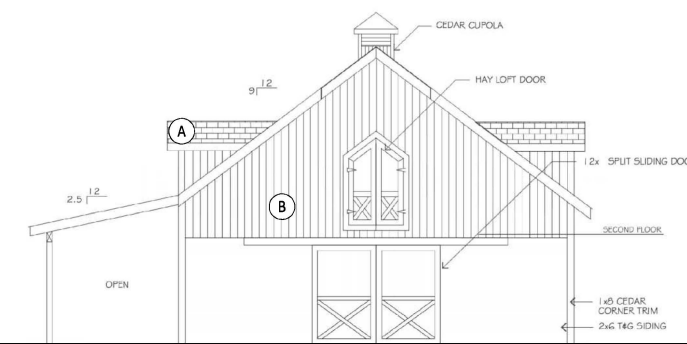 CEDAR CUPOLA
12
9
HAY LOFT DOOR
A
12x SPLIT SLIDING DOO
12
2.5
B
SECOND FLOOR
OPEN
1x8 CEDAR
CORNER TRIM
2x6 T&G SIDING